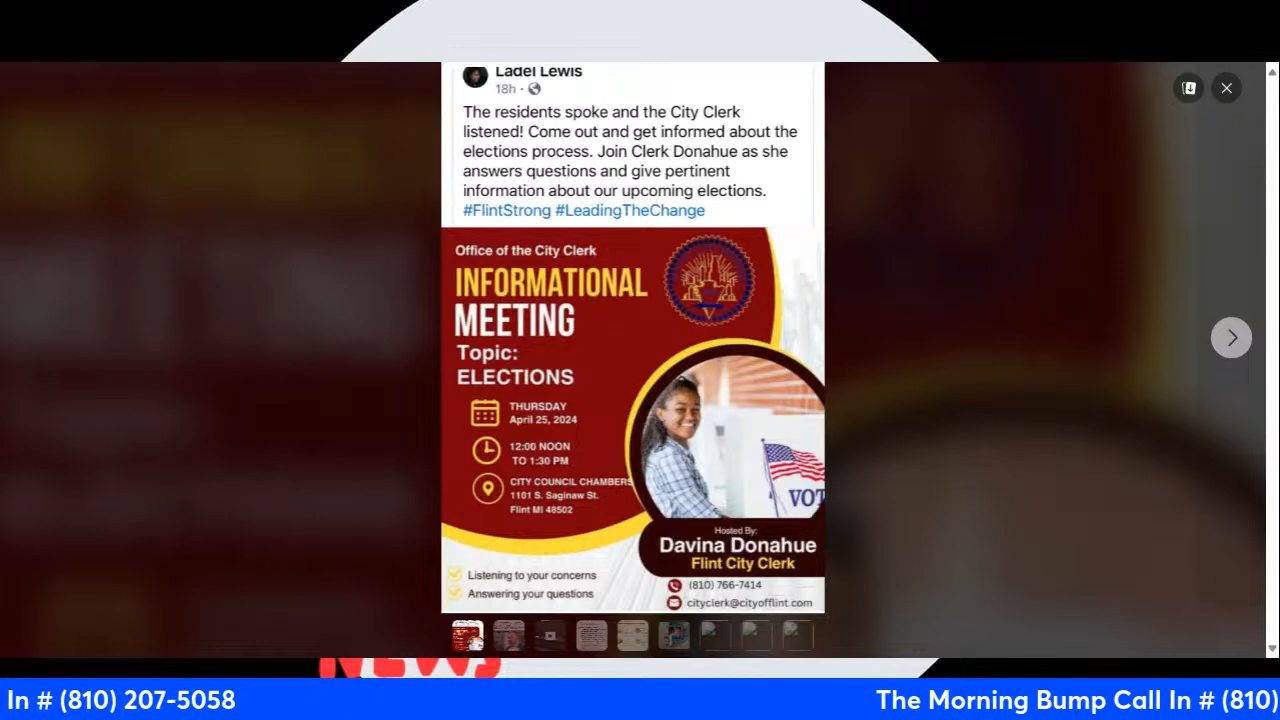 Ladel Lewis
18h ·
The residents spoke and the City Clerk
listened! Come out and get informed about the
elections process. Join Clerk Donahue as she
answers questions and give pertinent
information about our upcoming elections.
#FlintStrong #LeadingTheChange
Office of the City Clerk
INFORMATIONAL
MEETING
Topic:
ELECTIONS
THURSDAY
April 25, 2024
12:00 NOON
TO 1:30 PM
CITY COUNCIL CHAMBERS
1101 S. Saginaw St.
Flint MI 48502
VOT
Hosted By:
Davina Donahue
Flint City Clerk
(810) 766-7414
cityclerk@cityofflint.com
Listening to your concerns
Answering your questions
NEWS
In # (810) 207-5058
The Morning Bump Call In # (810)